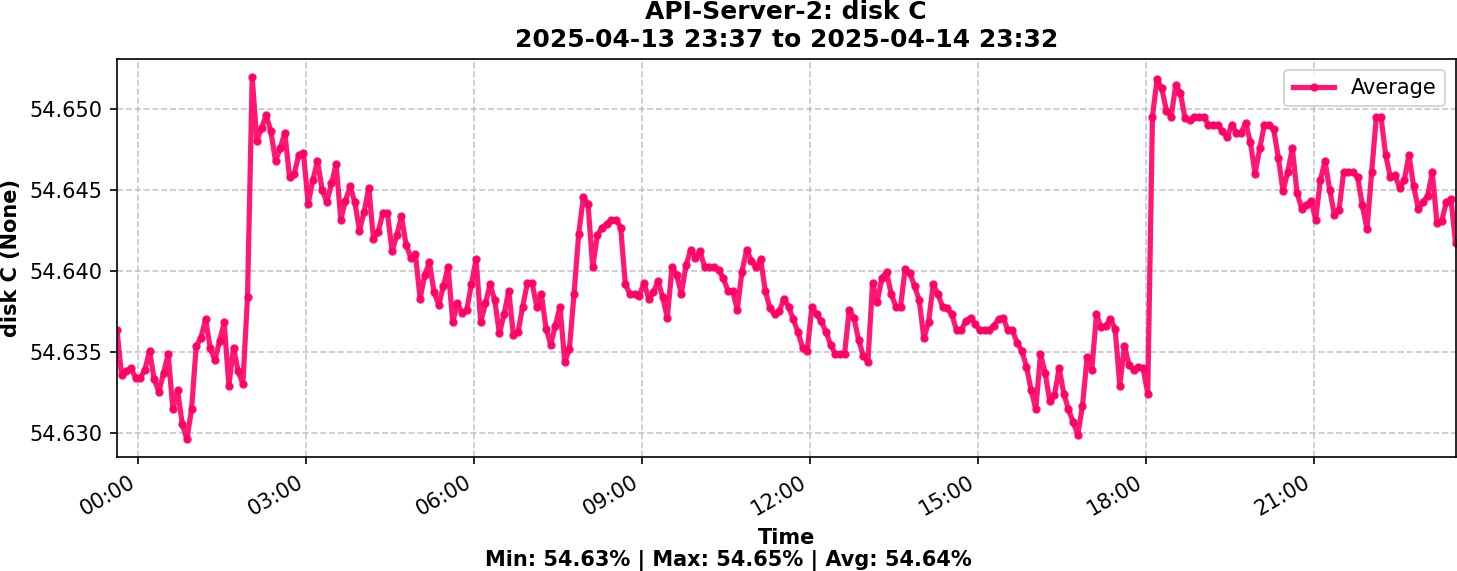 API-Server-2: disk C
2025-04-13 23:37 to 2025-04-14 23:32
Average
disk C (None)
54.650
54.645
54.640
54.635
54.630
00:00
03:00
06:00
09:00
12:00
15:00
18:00
21:00
Time
Min: 54.63% | Max: 54.65% | Avg: 54.64%